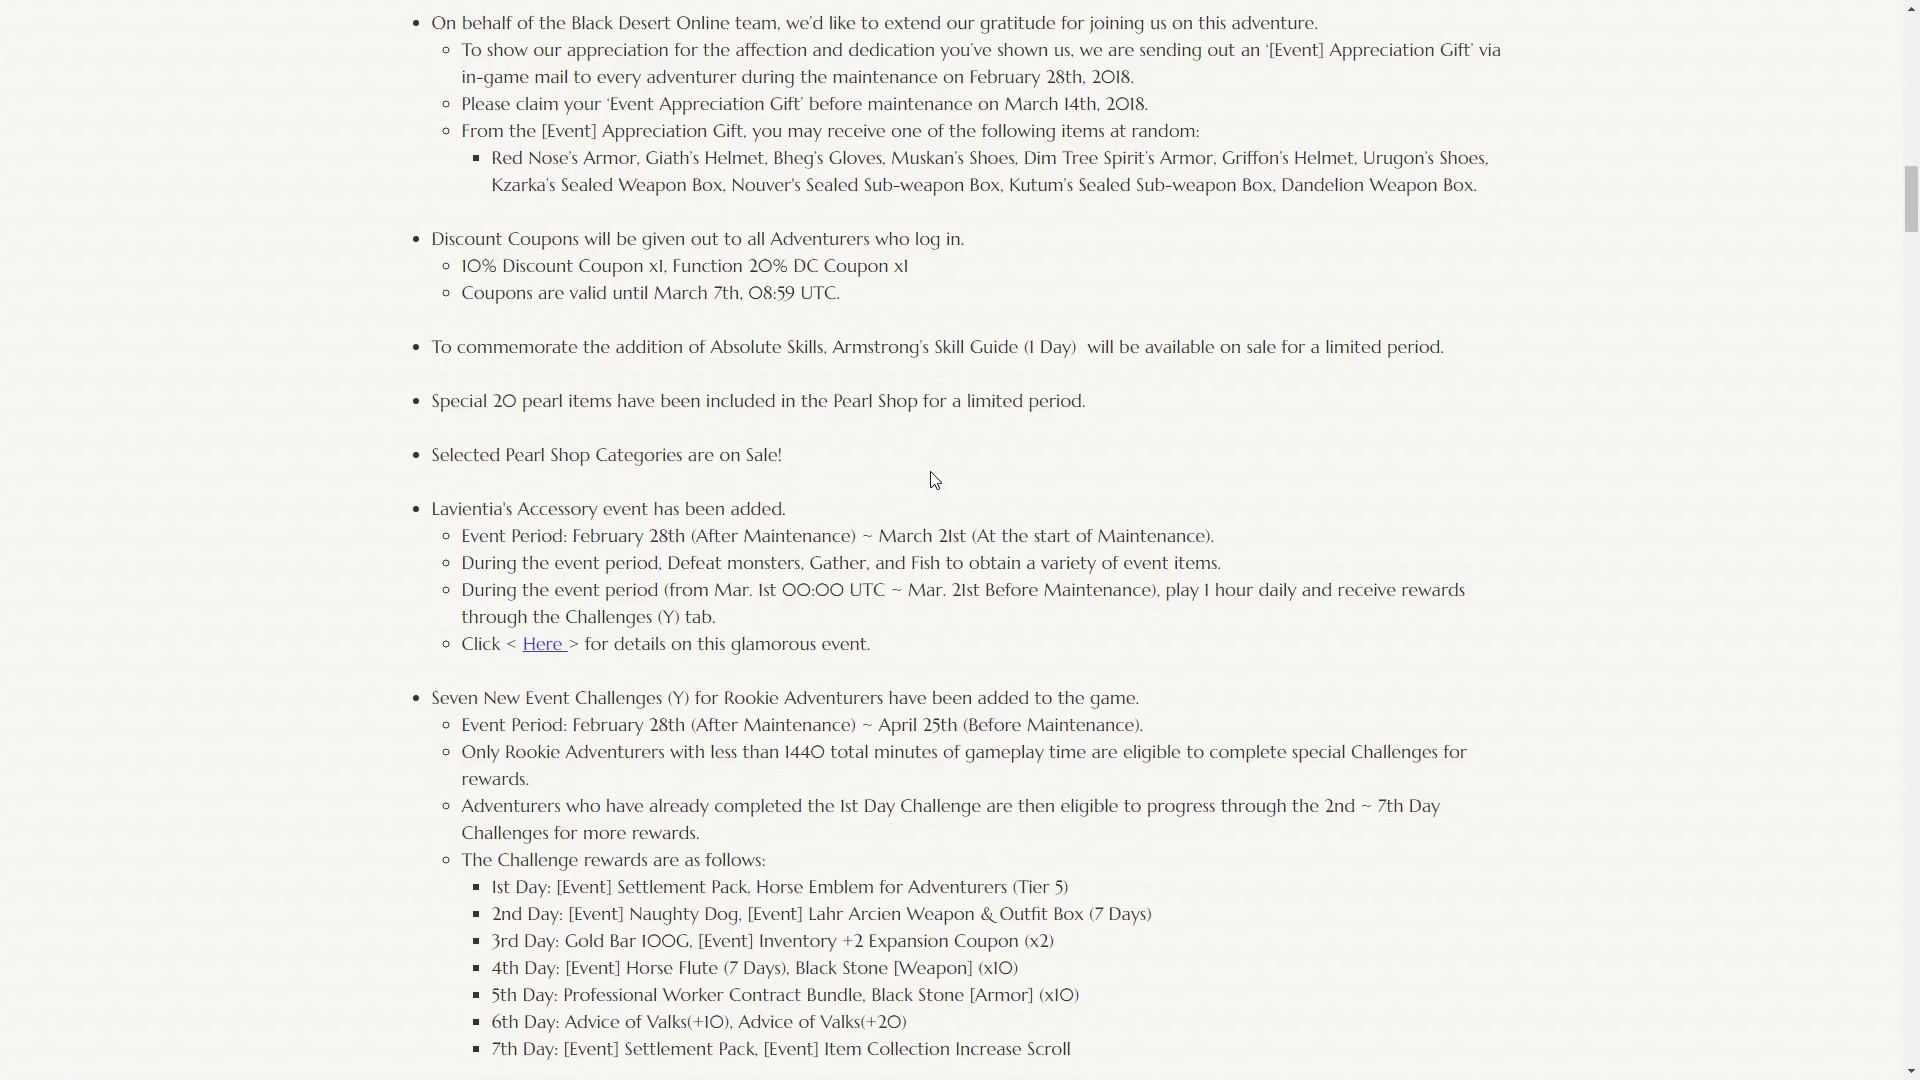 On behalf of the Black Desert Online team, we’d like to extend our gratitude for joining us on this adventure.
To show our appreciation for the affection and dedication you’ve shown us, we are sending out an ‘[Event] Appreciation Gift’ via
in-game mail to every adventurer during the maintenance on February 28th, 2018.
Please claim your ‘Event Appreciation Gift’ before maintenance on March 14th, 2018.
From the [Event] Appreciation Gift, you may receive one of the following items at random:
Red Nose’s Armor, Giath’s Helmet, Bheg’s Gloves, Muskan’s Shoes, Dim Tree Spirit’s Armor, Griffon’s Helmet, Urugon’s Shoes,
Kzarka’s Sealed Weapon Box, Nouver's Sealed Sub-weapon Box, Kutum’s Sealed Sub-weapon Box, Dandelion Weapon Box.
Discount Coupons will be given out to all Adventurers who log in.
10% Discount Coupon x1, Function 20% DC Coupon x1
Coupons are valid until March 7th, 08:59 UTC.
To commemorate the addition of Absolute Skills, Armstrong’s Skill Guide (1 Day)  will be available on sale for a limited period.
Special 20 pearl items have been included in the Pearl Shop for a limited period.
Selected Pearl Shop Categories are on Sale!
Lavientia's Accessory event has been added.
Event Period: February 28th (After Maintenance) ~ March 21st (At the start of Maintenance).
During the event period, Defeat monsters, Gather, and Fish to obtain a variety of event items.
During the event period (from Mar. 1st 00:00 UTC ~ Mar. 21st Before Maintenance), play 1 hour daily and receive rewards
through the Challenges (Y) tab.
Click < Here > for details on this glamorous event.
Seven New Event Challenges (Y) for Rookie Adventurers have been added to the game.
Event Period: February 28th (After Maintenance) ~ April 25th (Before Maintenance).
Only Rookie Adventurers with less than 1440 total minutes of gameplay time are eligible to complete special Challenges for
rewards.
Adventurers who have already completed the 1st Day Challenge are then eligible to progress through the 2nd ~ 7th Day
Challenges for more rewards.
The Challenge rewards are as follows:
1st Day: [Event] Settlement Pack, Horse Emblem for Adventurers (Tier 5)
2nd Day: [Event] Naughty Dog, [Event] Lahr Arcien Weapon & Outfit Box (7 Days)
3rd Day: Gold Bar 100G, [Event] Inventory +2 Expansion Coupon (x2)
4th Day: [Event] Horse Flute (7 Days), Black Stone [Weapon] (x10)
5th Day: Professional Worker Contract Bundle, Black Stone [Armor] (x10)
6th Day: Advice of Valks(+10), Advice of Valks(+20)
7th Day: [Event] Settlement Pack, [Event] Item Collection Increase Scroll